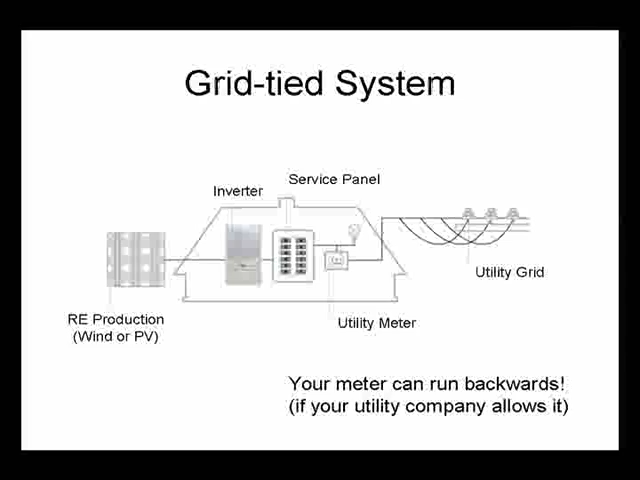 Grid-tied System
Service Panel
Inverter
Utility Grid
RE Production
(Wind or PV)
Utility Meter
Your meter can run backwards!
(if your utility company allows it)